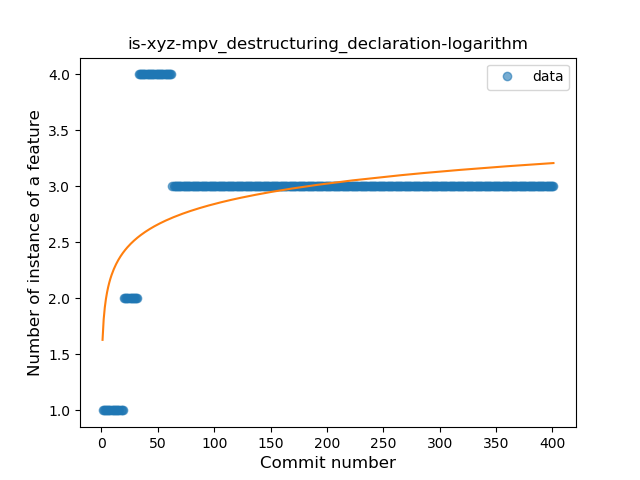 is-xyz-mpv_destructuring_declaration-logarithm
data
4.0
3.5
3.0
2.5
2.0
1.5
1.0
Number of instance of a feature
0 50 100 150 200 250 300 350 400
Commit number